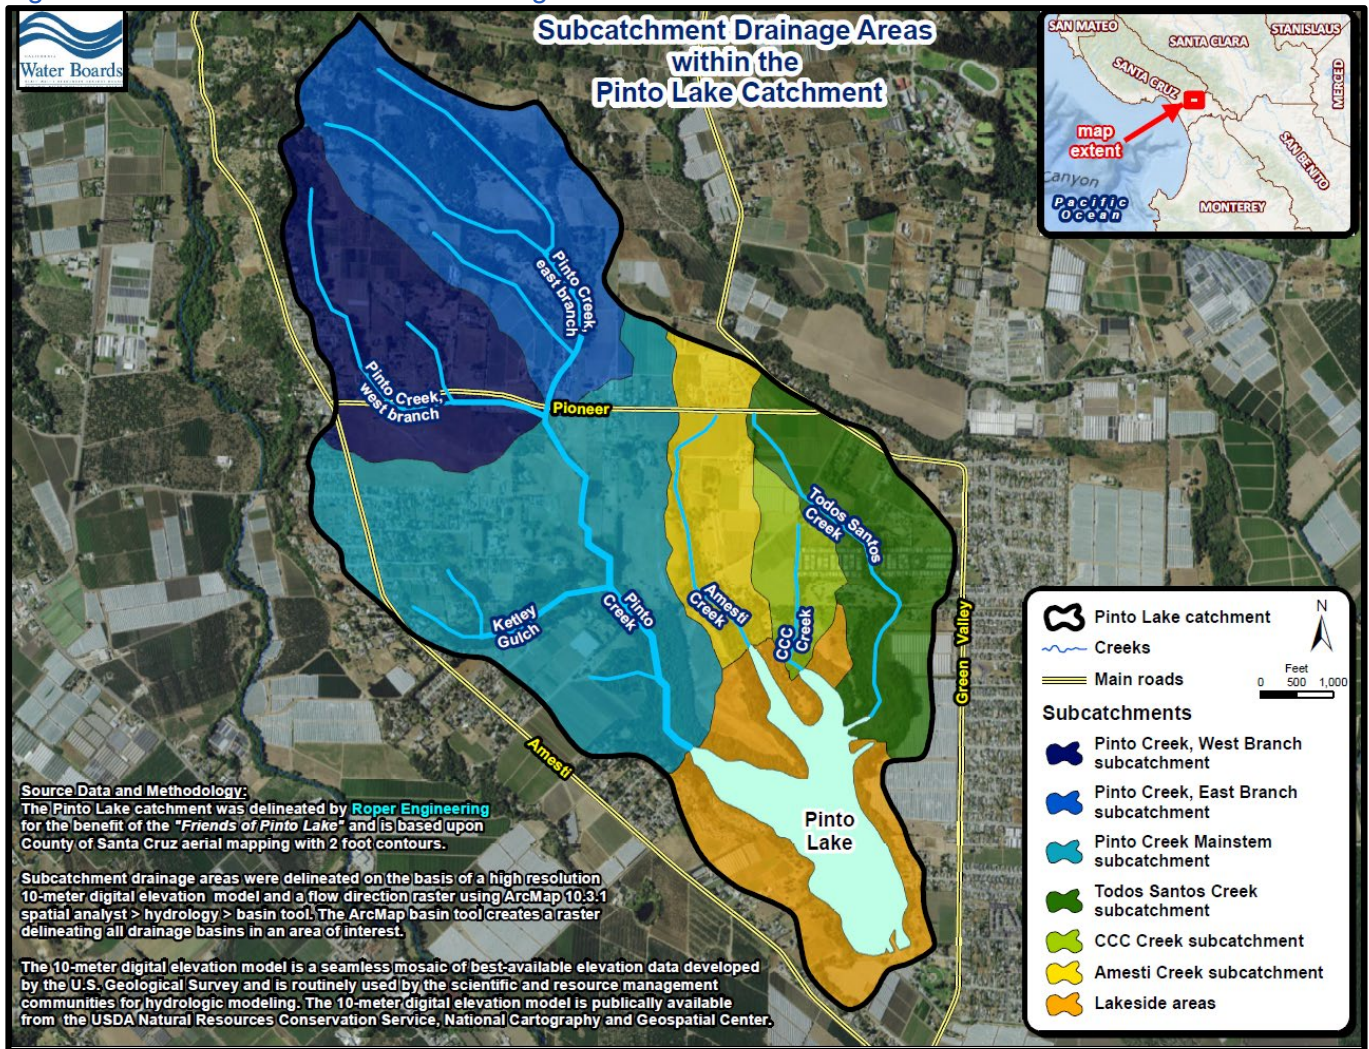 CALIFORNIA
Water Boards
Subcatchment Drainage Areas
within the
Pinto Lake Catchment
SAN MATEO
SANTA CLARA
STANISLAUS
SANTA CRUZ
MERCED
map
extent
SAN BENITO
Canyon
Pacific
Ocean
MONTEREY
Pinto Creek,
east branch
Pinto Creek,
west branch
Pioneer
Todos Santos
Creek
Ketley
Gulch
Pinto
Creek
Amesti
Creek
CCC
Creek
Green Valley
Amesti
Pinto
Lake
Pinto Lake catchment
Creeks
Main roads
N
Feet
0 500 1,000
Subcatchments
Pinto Creek, West Branch
subcatchment
Pinto Creek, East Branch
subcatchment
Pinto Creek Mainstem
subcatchment
Todos Santos Creek
subcatchment
CCC Creek subcatchment
Amesti Creek subcatchment
Lakeside areas
Source Data and Methodology:
The Pinto Lake catchment was delineated by Roper Engineering
for the benefit of the "Friends of Pinto Lake" and is based upon
County of Santa Cruz aerial mapping with 2 foot contours.
Subcatchment drainage areas were delineated on the basis of a high resolution
10-meter digital elevation model and a flow direction raster using ArcMap 10.3.1
spatial analyst > hydrology > basin tool. The ArcMap basin tool creates a raster
delineating all drainage basins in an area of interest.
The 10-meter digital elevation model is a seamless mosaic of best-available elevation data developed
by the U.S. Geological Survey and is routinely used by the scientific and resource management
communities for hydrologic modeling. The 10-meter digital elevation model is publically available
from the USDA Natural Resources Conservation Service, National Cartography and Geospatial Center.